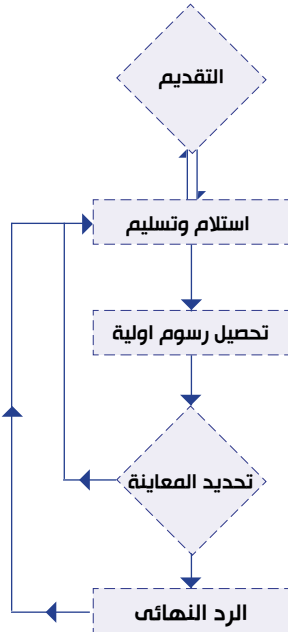 التقديم
استلام وتسليم
تحصيل رسوم اولية
تحديد المعاينة
الرد النهائى